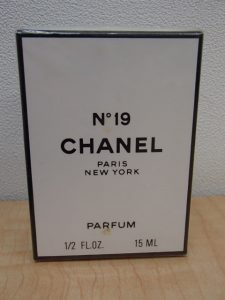 N°19
CHANEL
PARIS
NEW YORK
PARFUM
1/2 FL.OZ. 15 ML